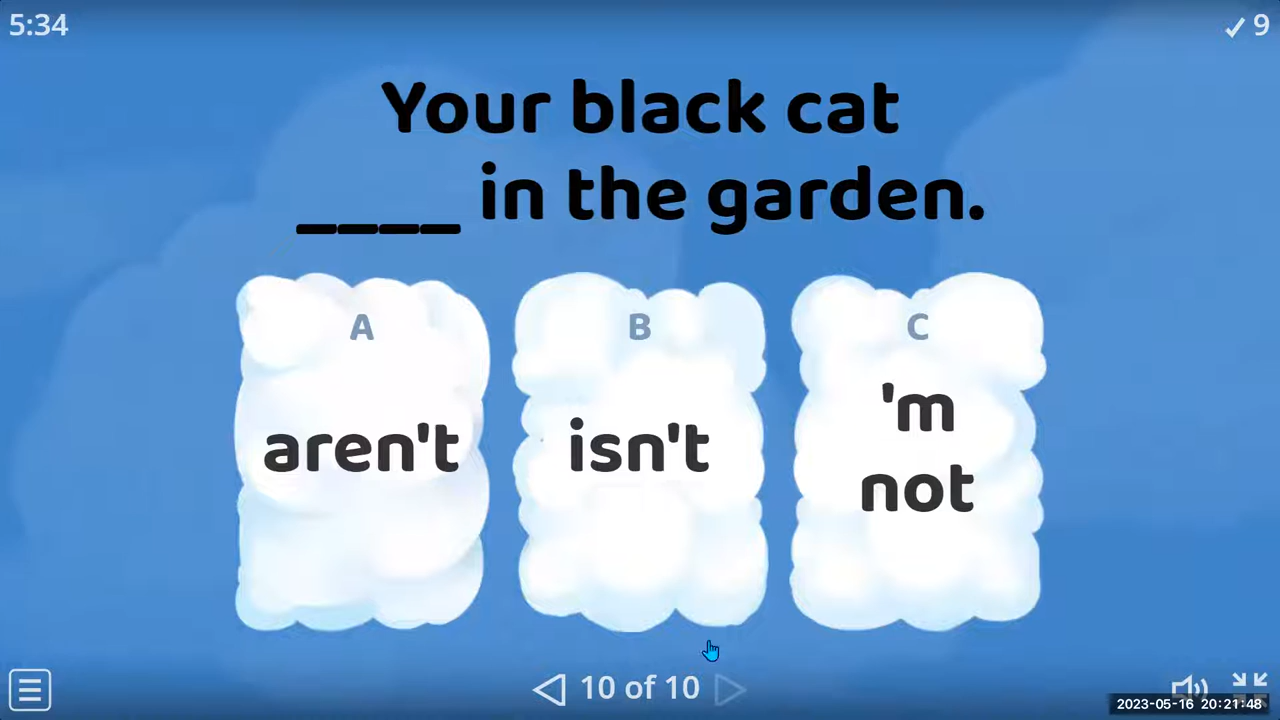 5:34
✓ 9
Your black cat
____ in the garden.
A
aren't
B
isn't
C
'm
not
10 of 10
2023-05-16 20:21:48